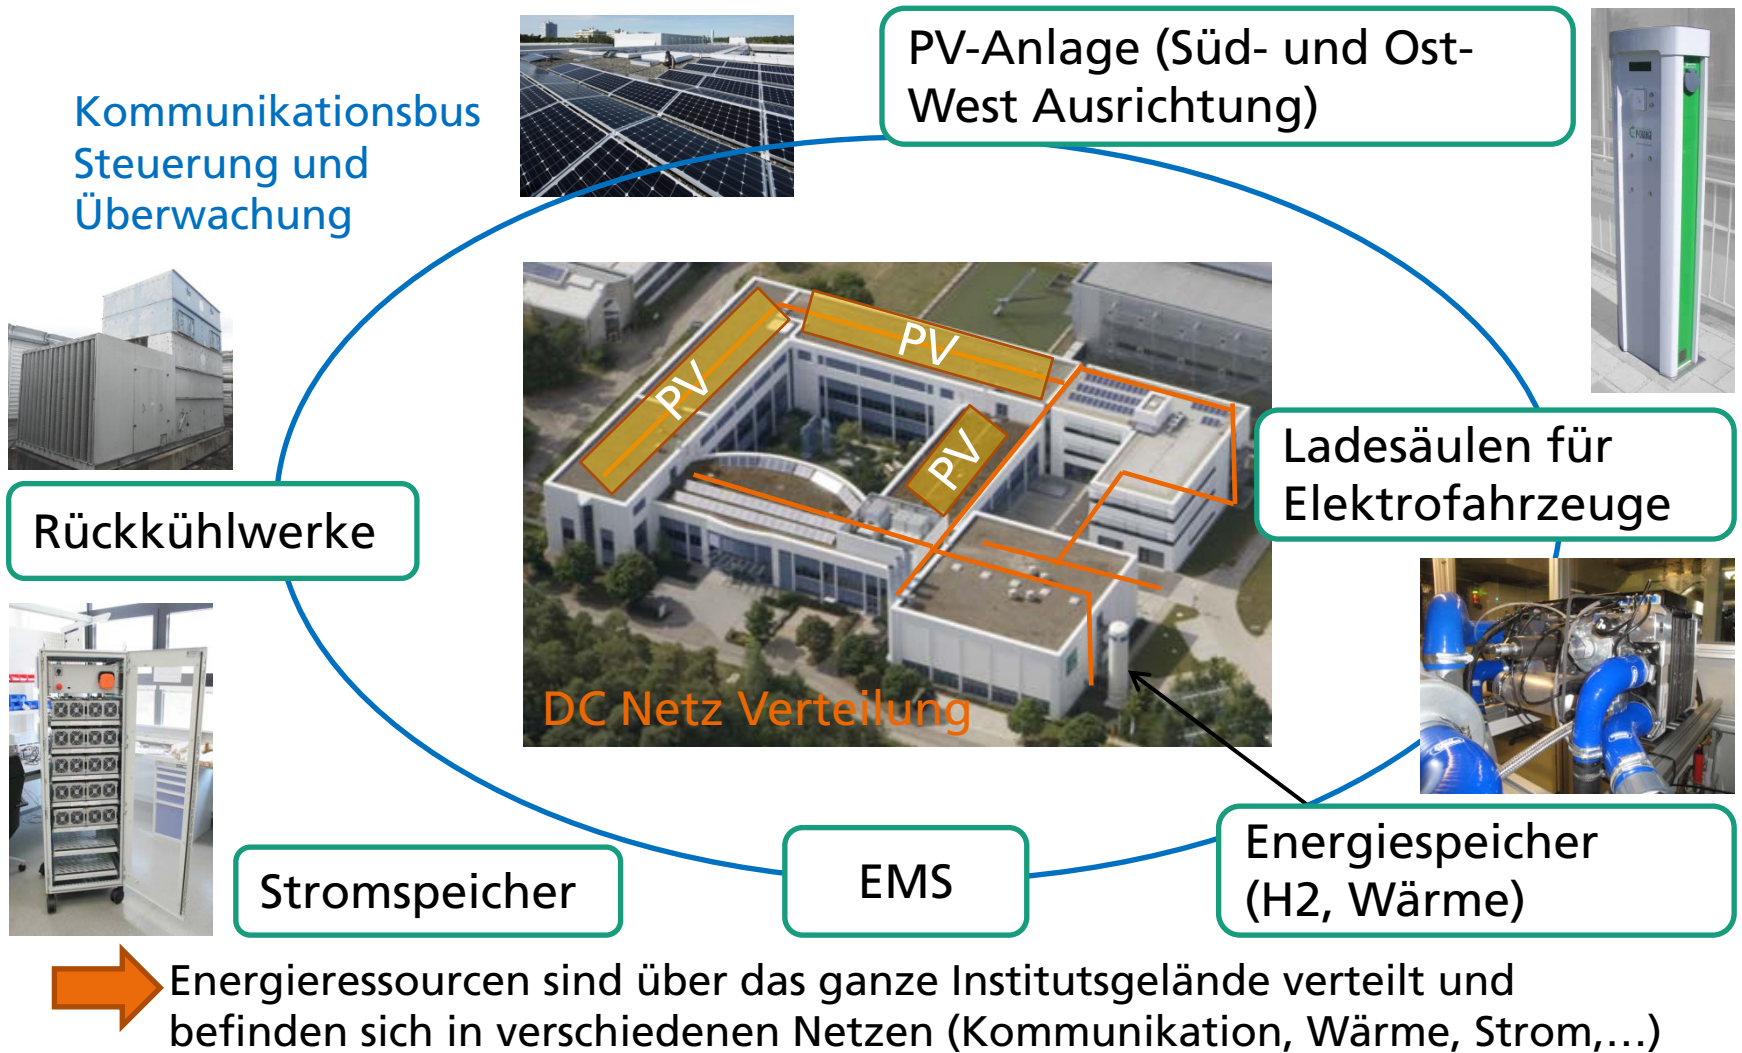 PV-Anlage (Süd- und Ost-
West Ausrichtung)
Kommunikationsbus
Steuerung und
Überwachung
PV
PV
PV
Ladesäulen für
Elektrofahrzeuge
Rückkühlwerke
DC Netz Verteilung
Energiespeicher
(H2, Wärme)
EMS
Stromspeicher
Energieressourcen sind über das ganze Institutsgelände verteilt und
befinden sich in verschiedenen Netzen (Kommunikation, Wärme, Strom,...)